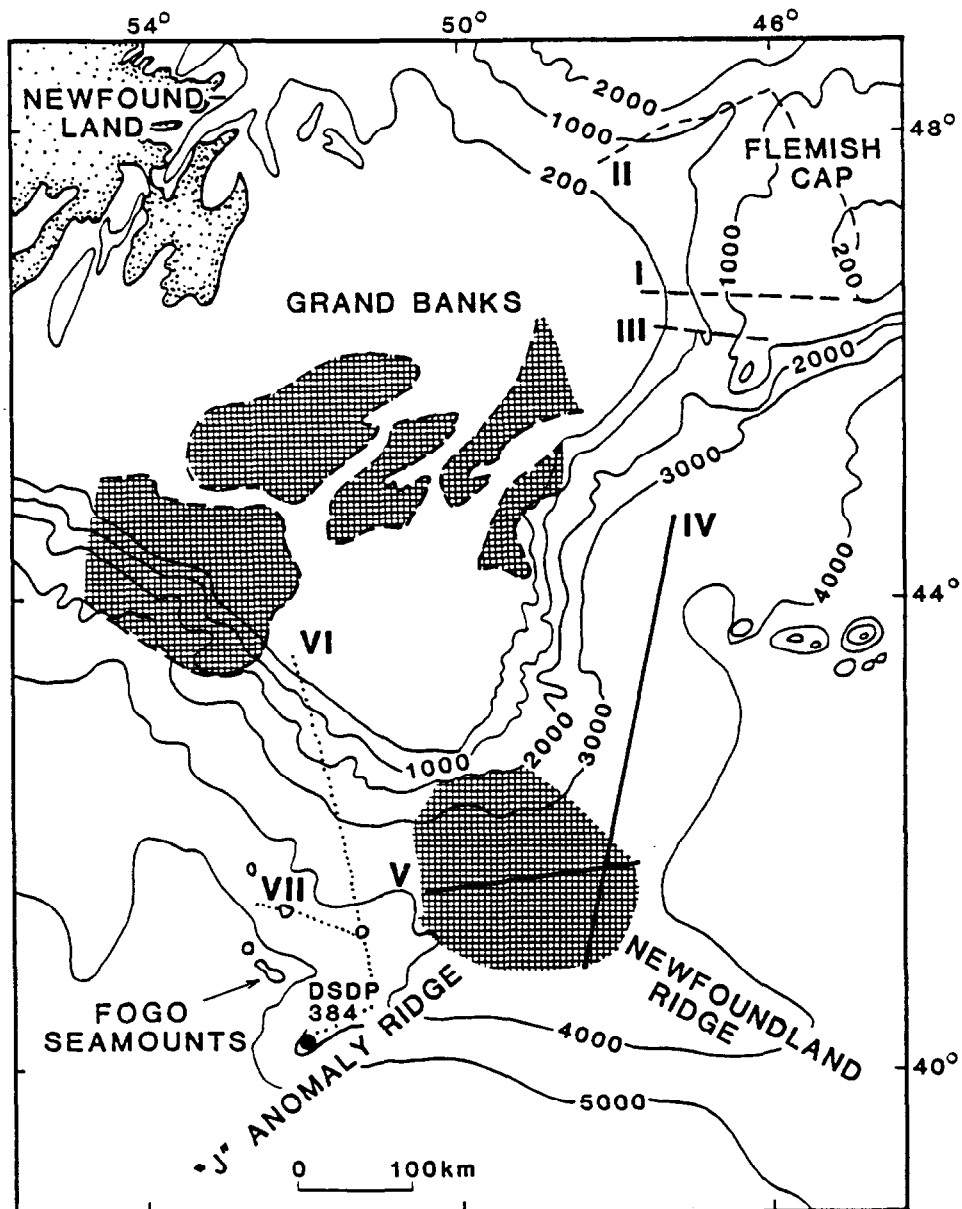 54° 50° 46°
NEWFOUND-
LAND
2000
1000
48°
FLEMISH
CAP
II
200
1000
200
I
GRAND BANKS
III
2000
3000
IV
4000
44°
VI
1000
2000
3000
V
VII
NEWFOUNDLAND
RIDGE
DSDP
384
FOGO
SEAMOUNTS
"J" ANOMALY RIDGE
4000
40°
5000
0 100km